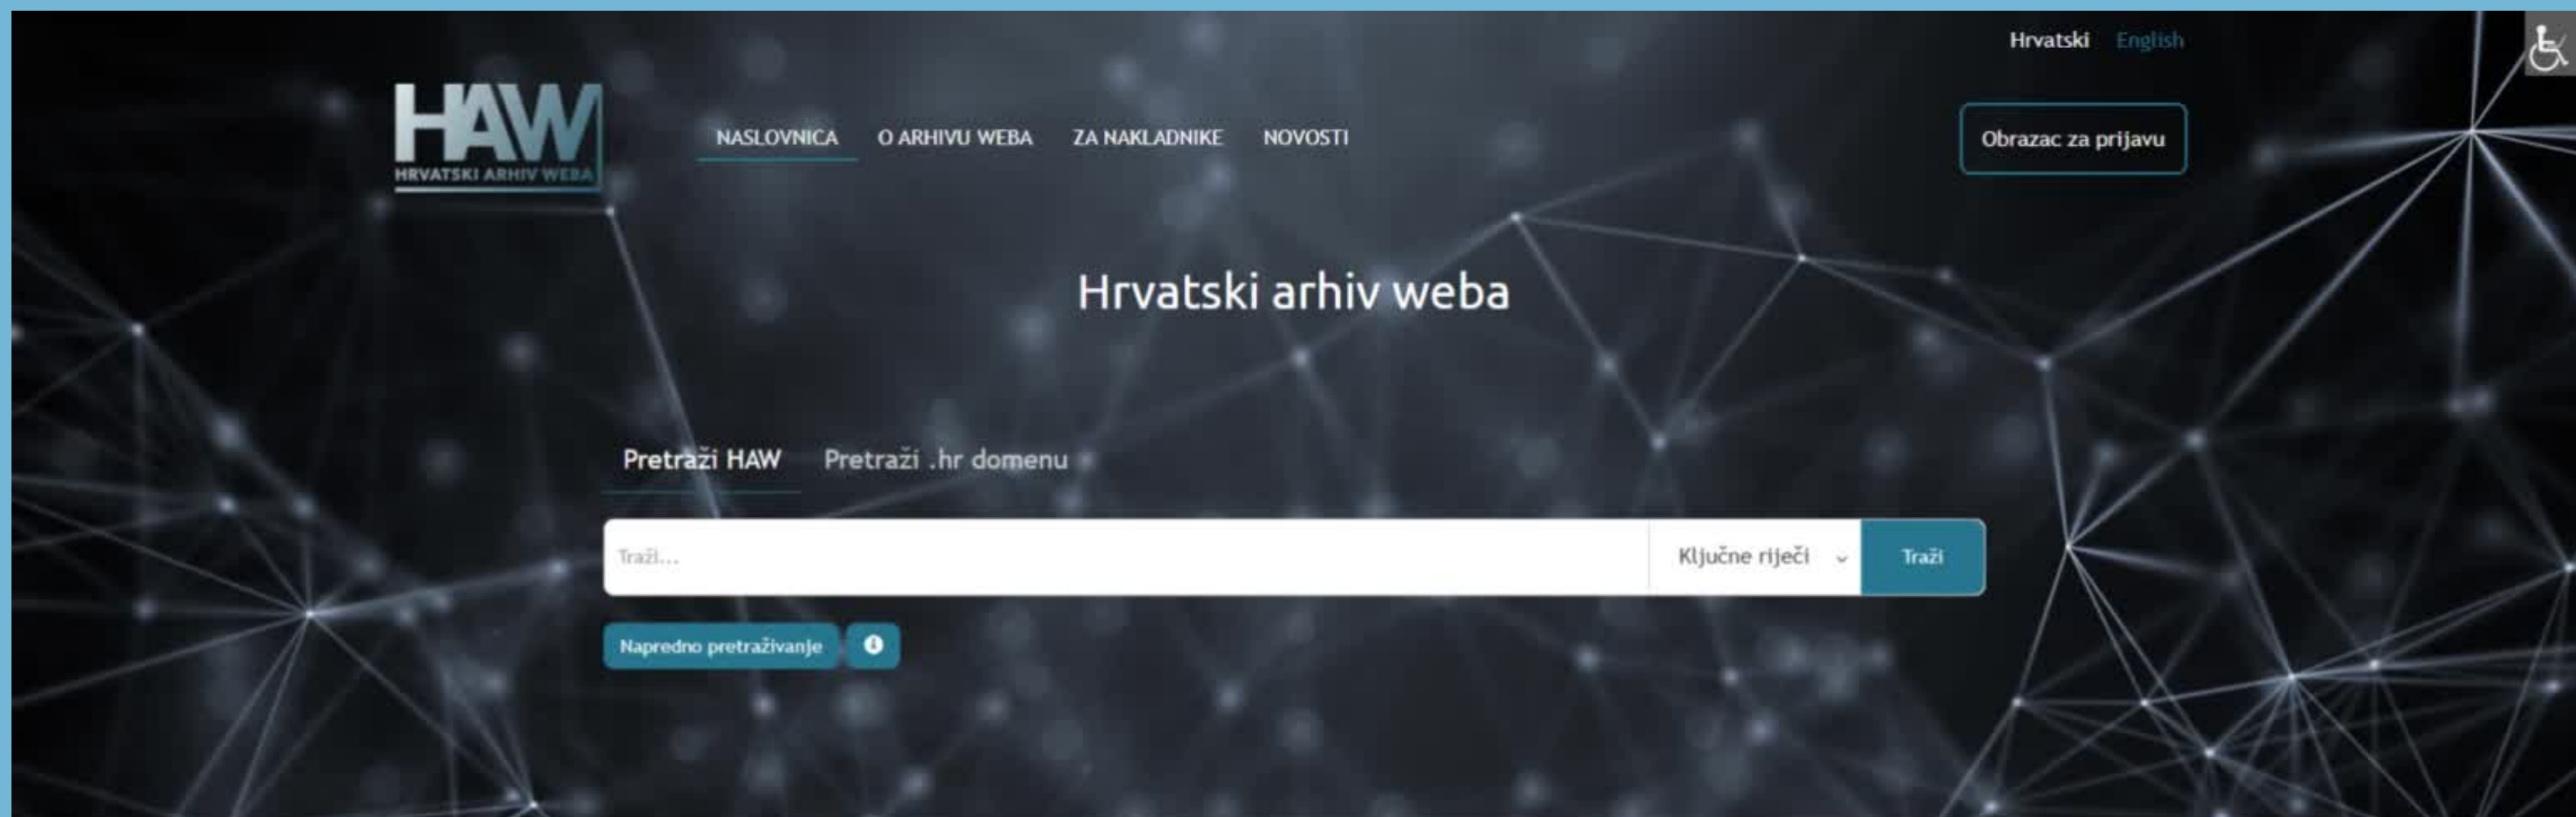 Hrvatski English
HAW
HRVATSKI ARHIV WEBA
NASLOVNICA O ARHIVU WEBA ZA NAKLADNIKE NOVOSTI
Obrazac za prijavu
Hrvatski arhiv weba
Pretraži HAW Pretraži .hr domenu
Traži...
Ključne riječi
Traži
Napredno pretraživanje